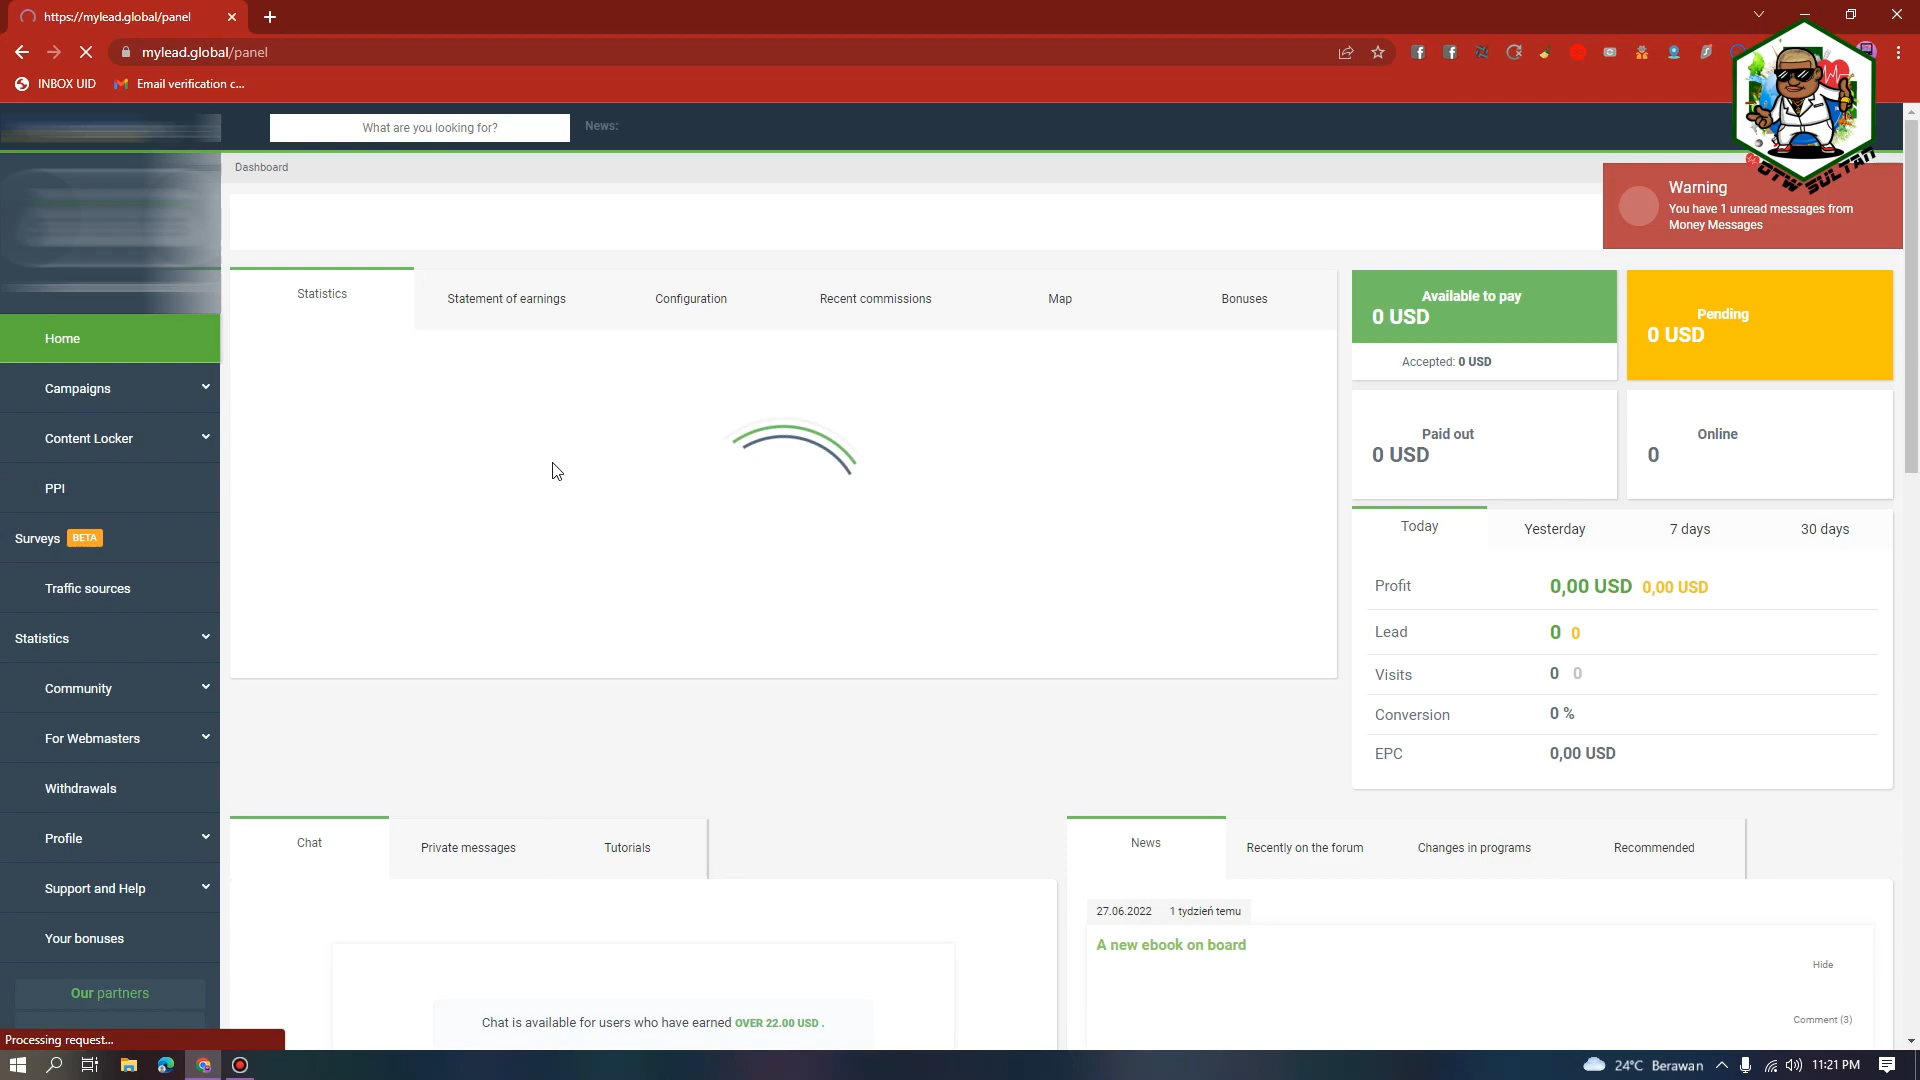 https://mylead.global/panel
mylead.global/panel
INBOX UID
Email verification c...
What are you looking for?
News:
OTW SULTAN
Dashboard
Warning
You have 1 unread messages from
Money Messages
Home
Campaigns
Content Locker
PPI
Surveys BETA
Traffic sources
Statistics
Community
For Webmasters
Withdrawals
Profile
Support and Help
Your bonuses
Our partners
Statistics
Statement of earnings
Configuration
Recent commissions
Map
Bonuses
Available to pay
0 USD
Accepted: 0 USD
Pending
0 USD
Paid out
0 USD
Online
0
Today
Yesterday
7 days
30 days
Profit 0,00 USD 0,00 USD
Lead 0 0
Visits 0 0
Conversion 0 %
EPC 0,00 USD
Chat
Private messages
Tutorials
Chat is available for users who have earned OVER 22.00 USD .
News
Recently on the forum
Changes in programs
Recommended
27.06.2022 1 tydzień temu
A new ebook on board
Hide
Comment (3)
Processing request...
24°C Berawan
11:21 PM